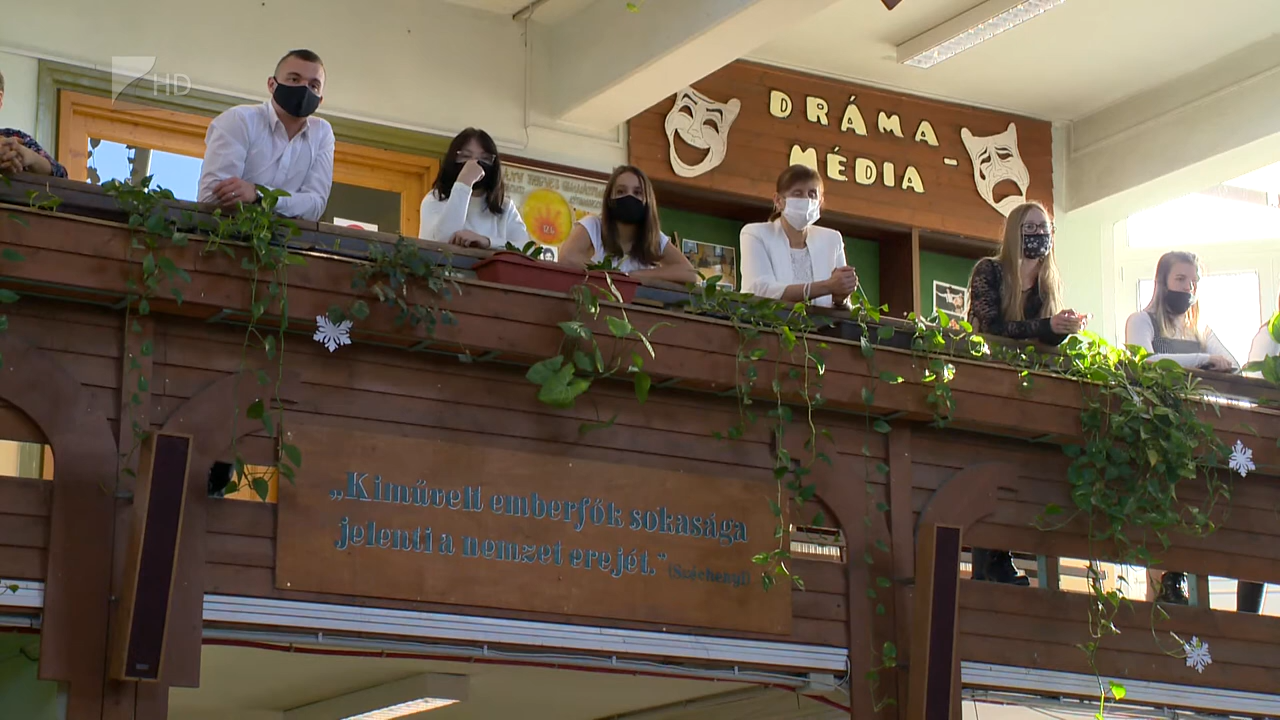 HD
DRÁMA-
MÉDIA
„Kiművelt emberfők sokasága
jelenti a nemzet erejét.”
(Széchenyi)